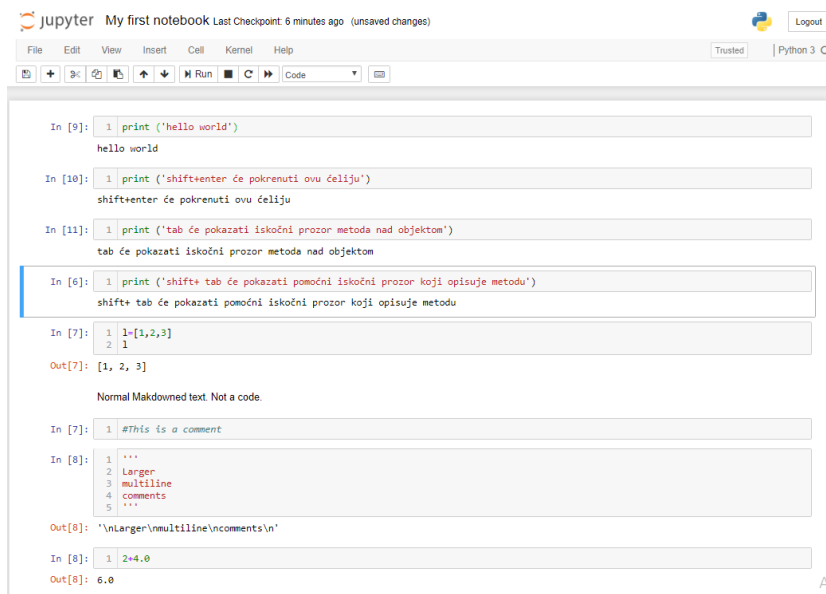 jupyter My first notebook Last Checkpoint: 6 minutes ago (unsaved changes) Logout
File Edit View Insert Cell Kernel Help Trusted Python 3
Run Code
In [9]: 1 print ('hello world')
hello world
In [10]: 1 print ('shift+enter će pokrenuti ovu ćeliju')
shift+enter će pokrenuti ovu ćeliju
In [11]: 1 print ('tab će pokazati iskočni prozor metoda nad objektom')
tab će pokazati iskočni prozor metoda nad objektom
In [6]: 1 print ('shift+ tab će pokazati pomoćni iskočni prozor koji opisuje metodu')
shift+ tab će pokazati pomoćni iskočni prozor koji opisuje metodu
In [7]: 1 l=[1,2,3]
2 l
Out[7]: [1, 2, 3]
Normal Makdowned text. Not a code.
In [7]: 1 #This is a comment
In [8]: 1 '''
2 Larger
3 multiline
4 comments
5 '''
Out[8]: '\nLarger\nmultiline\ncomments\n'
In [8]: 1 2+4.0
Out[8]: 6.0
A